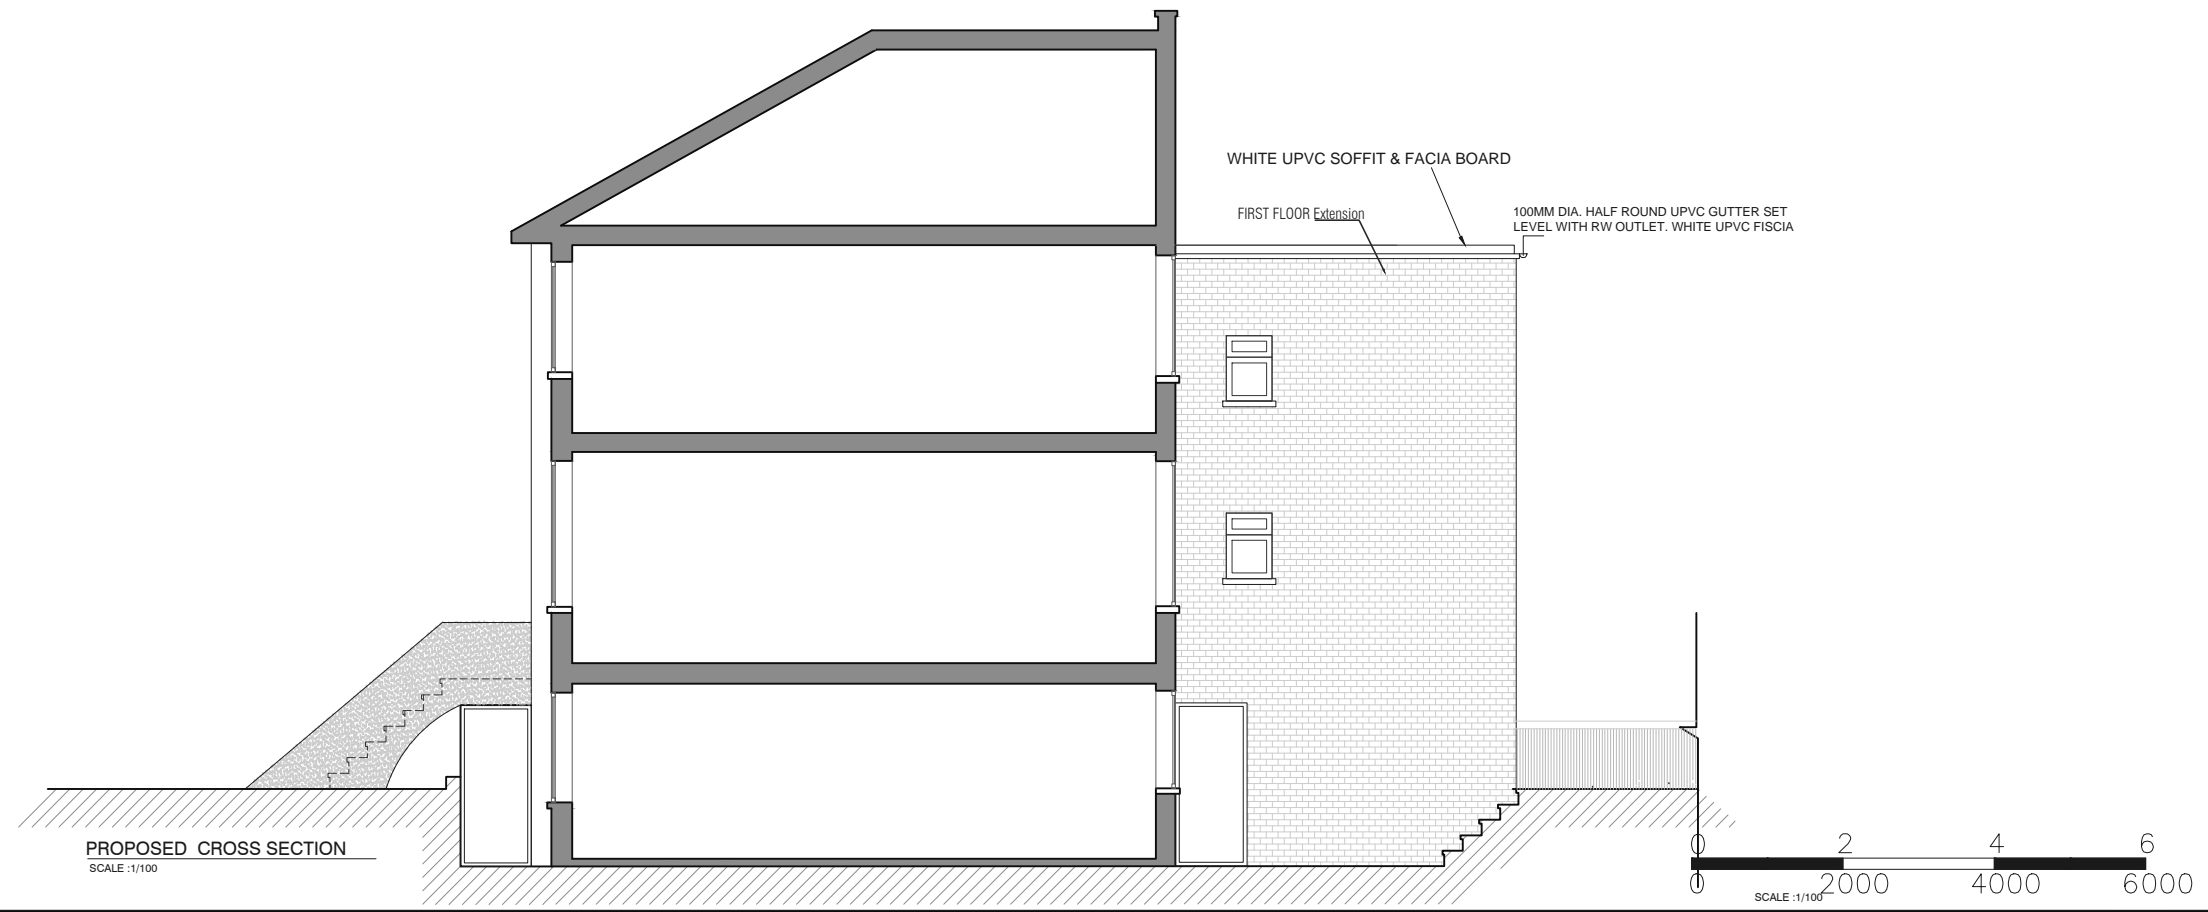 WHITE UPVC SOFFIT & FACIA BOARD
FIRST FLOOR Extension
100MM DIA. HALF ROUND UPVC GUTTER SET
LEVEL WITH RW OUTLET. WHITE UPVC FISCIA
PROPOSED CROSS SECTION
SCALE :1/100
0 2 4 6
0 2000 4000 6000
SCALE :1/100